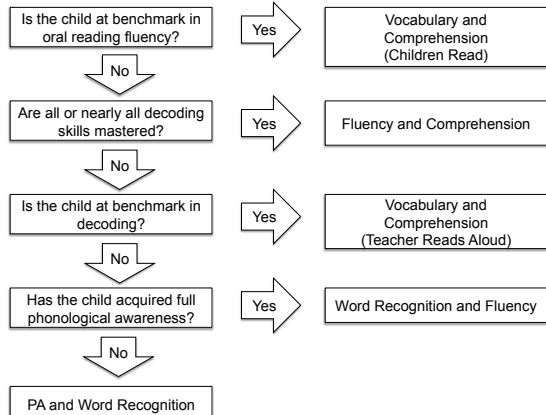 Is the child at benchmark in
oral reading fluency?
Yes
Vocabulary and
Comprehension
(Children Read)
No
Are all or nearly all decoding
skills mastered?
Yes
Fluency and Comprehension
No
Is the child at benchmark in
decoding?
Yes
Vocabulary and
Comprehension
(Teacher Reads Aloud)
No
Has the child acquired full
phonological awareness?
Yes
Word Recognition and Fluency
No
PA and Word Recognition